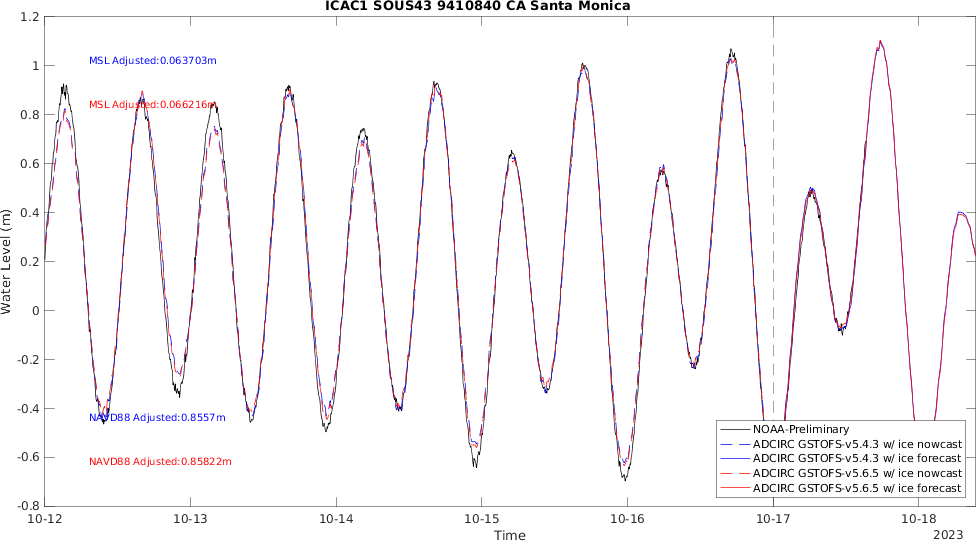 ICAC1 SOUS43 9410840 CA Santa Monica
1.2
1
0.8
0.6
0.4
0.2
0
-0.2
-0.4
-0.6
-0.8
Water Level (m)
MSL Adjusted:0.063703m
MSL Adjusted:0.066216m
NAVD88 Adjusted:0.8557m
NAVD88 Adjusted:0.85822m
NOAA-Preliminary
ADCIRC GSTOFS-v5.4.3 w/ ice nowcast
ADCIRC GSTOFS-v5.4.3 w/ ice forecast
ADCIRC GSTOFS-v5.6.5 w/ ice nowcast
ADCIRC GSTOFS-v5.6.5 w/ ice forecast
10-12 10-13 10-14 10-15 10-16 10-17 10-18
Time
2023